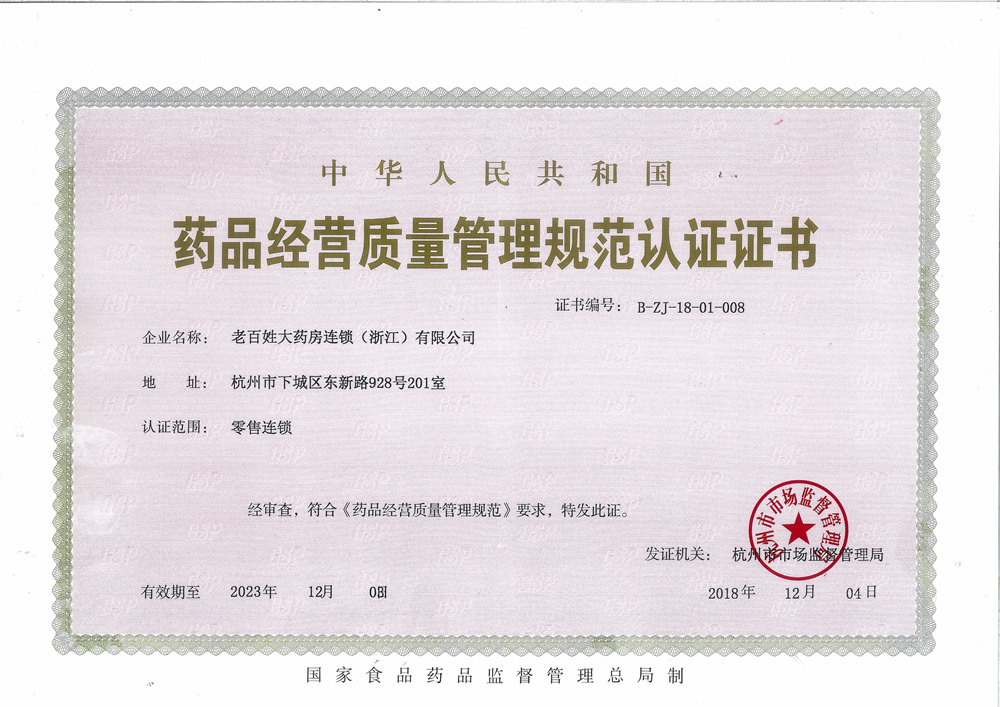 中华人民共和国
药品经营质量管理规范认证证书
证书编号： B-ZJ-18-01-008
企业名称： 老百姓大药房连锁（浙江）有限公司
地 址： 杭州市下城区东新路928号201室
认证范围： 零售连锁
经审查，符合《药品经营质量管理规范》要求，特发此证。
杭州市市场监督管理局
发证机关： 杭州市市场监督管理局
有效期至 2023年 12月 2018年 12月 04日
国家食品药品监督管理总局制